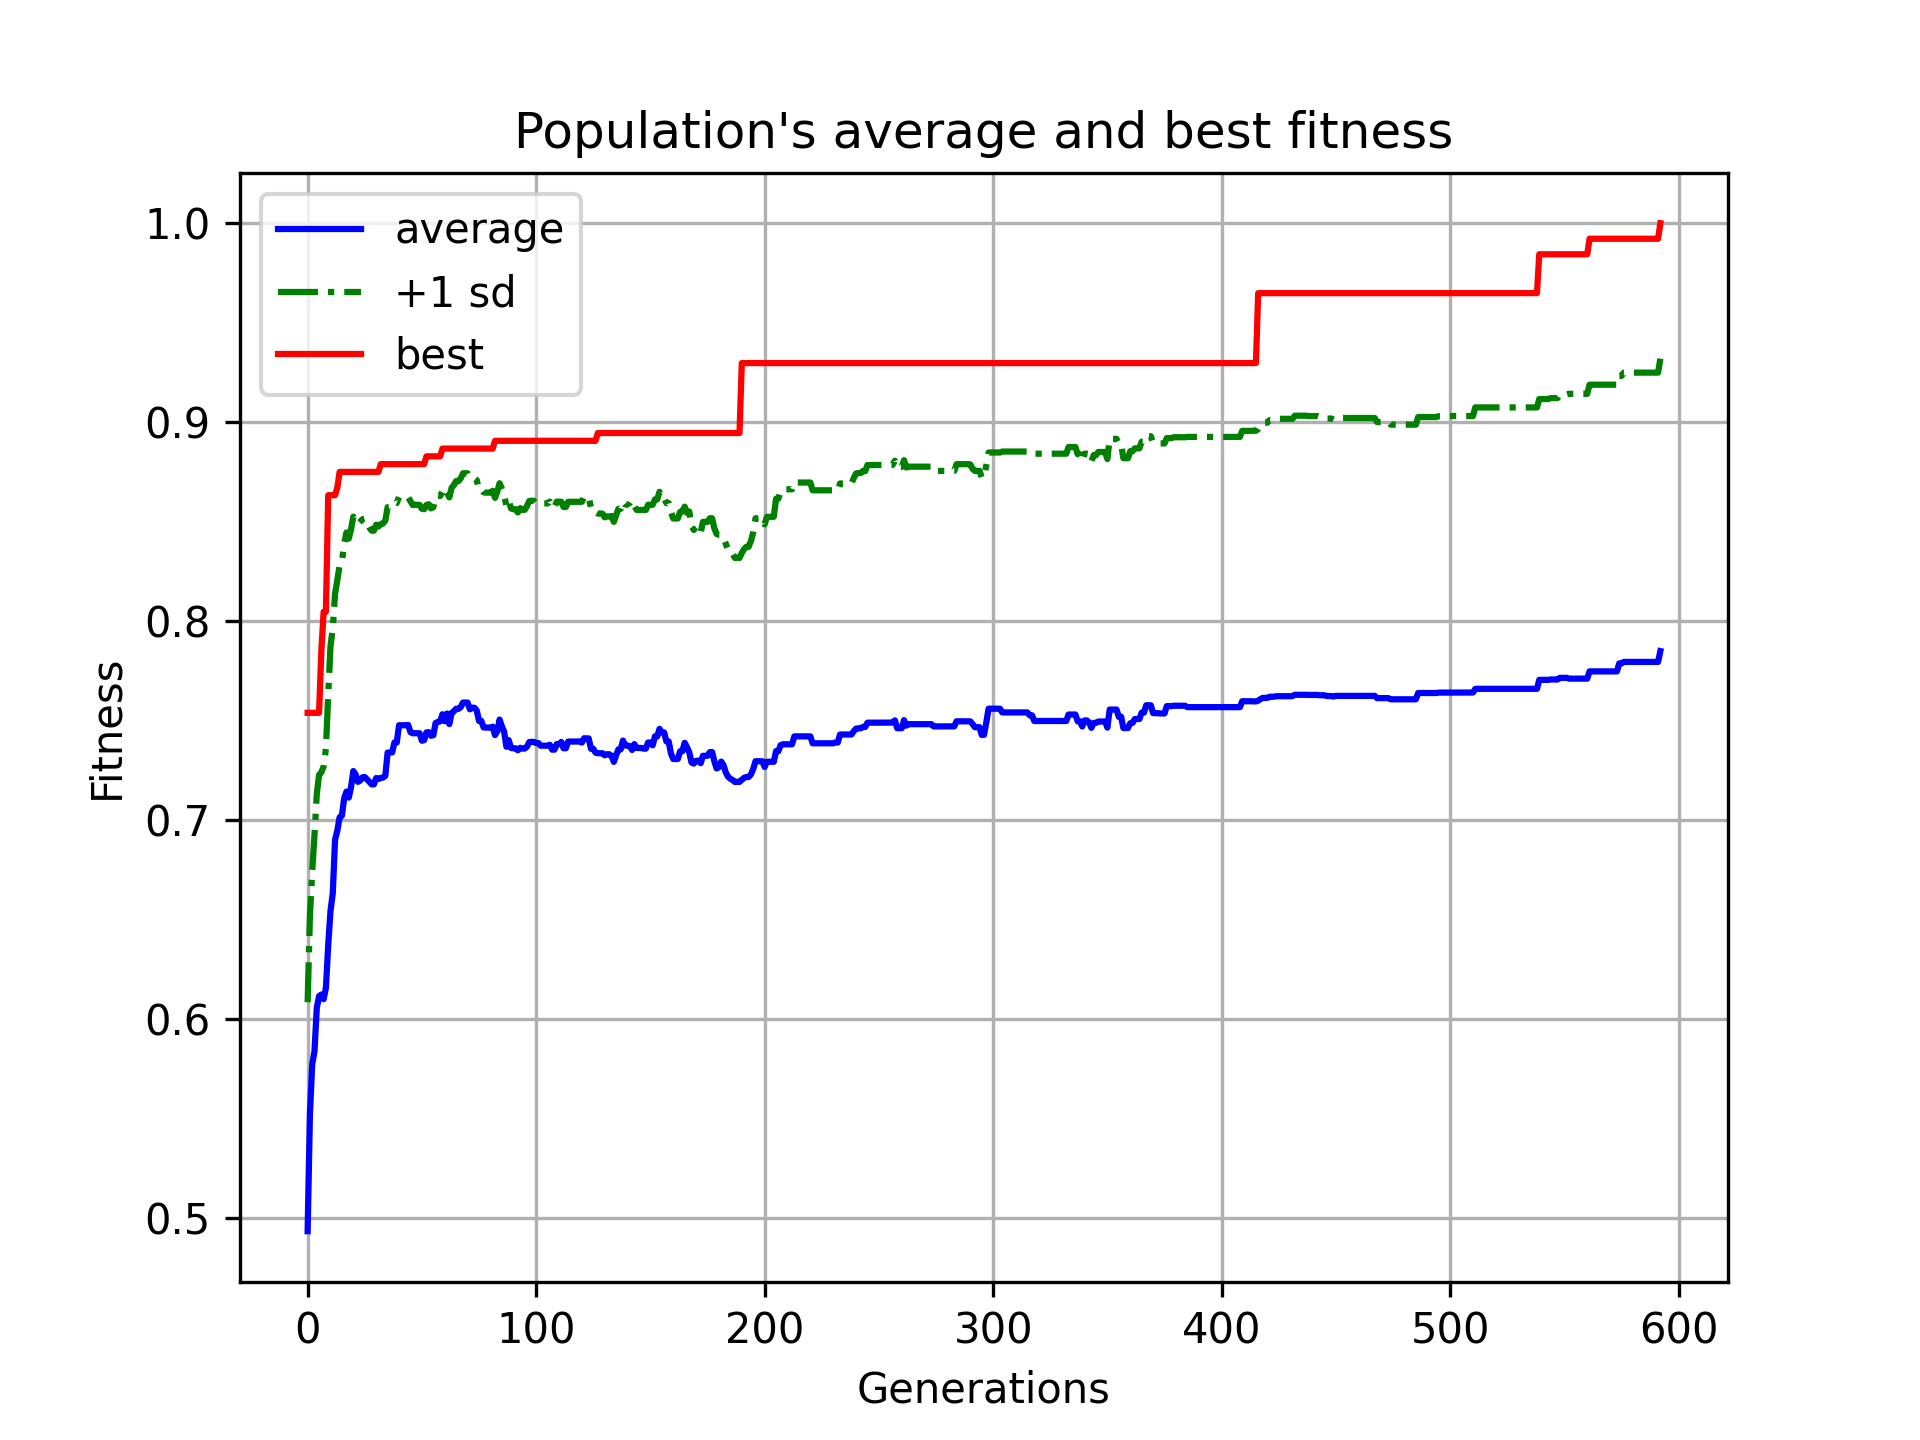 Population's average and best fitness
average
+1 sd
best
1.0
0.9
0.8
0.7
0.6
0.5
Fitness
0 100 200 300 400 500 600
Generations